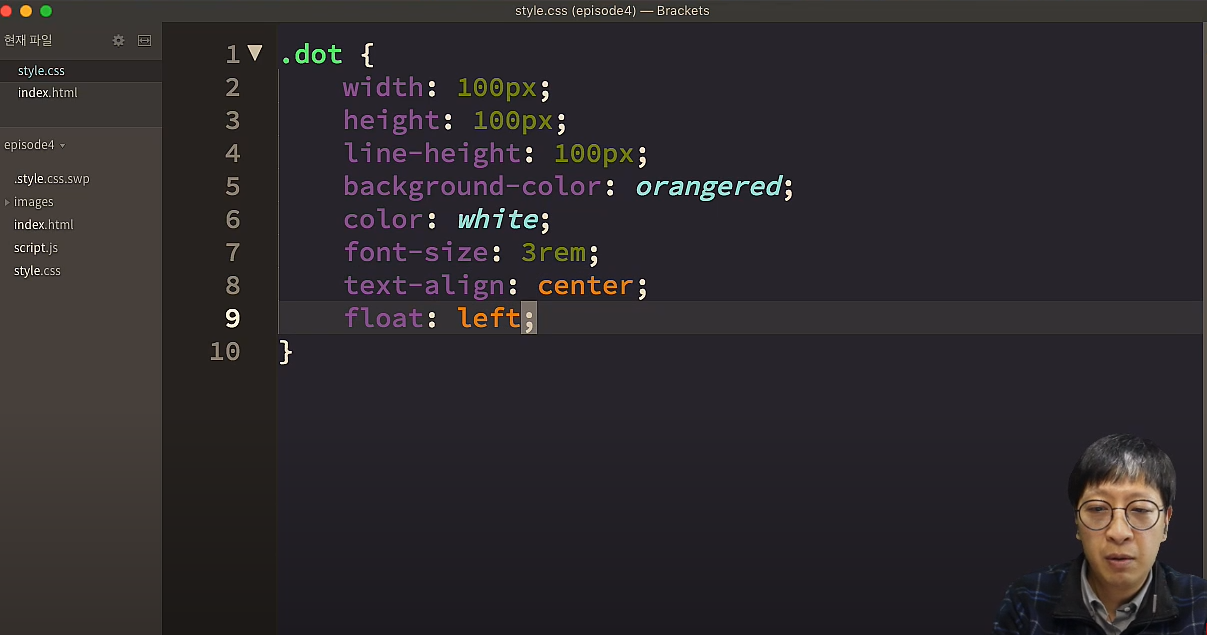 style.css (episode4) — Brackets
현재 파일
style.css
index.html
episode4
.style.css.swp
images
index.html
script.js
style.css
1 .dot {
2 width: 100px;
3 height: 100px;
4 line-height: 100px;
5 background-color: orangered;
6 color: white;
7 font-size: 3rem;
8 text-align: center;
9 float: left;
10 }